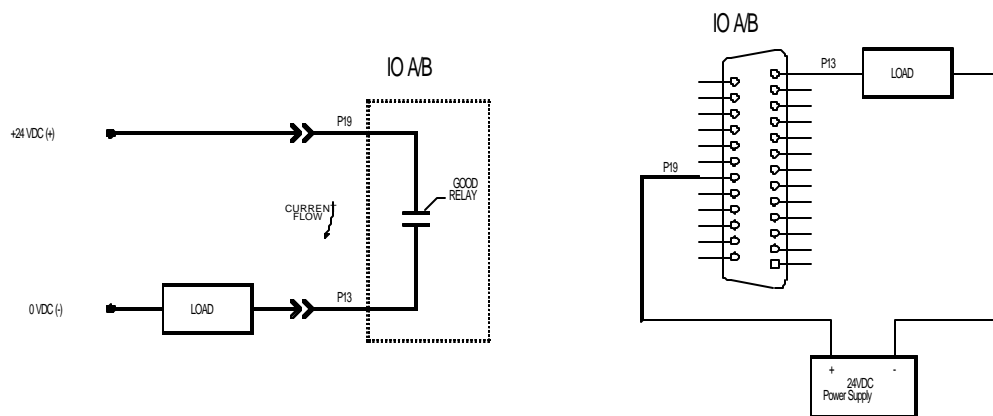 IO A/B
+24 VDC (+)
P19
GOOD
RELAY
CURRENT
FLOW
0 VDC (-)
LOAD
P13
IO A/B
P13
LOAD
P19
+ -
24VDC
Power Supply